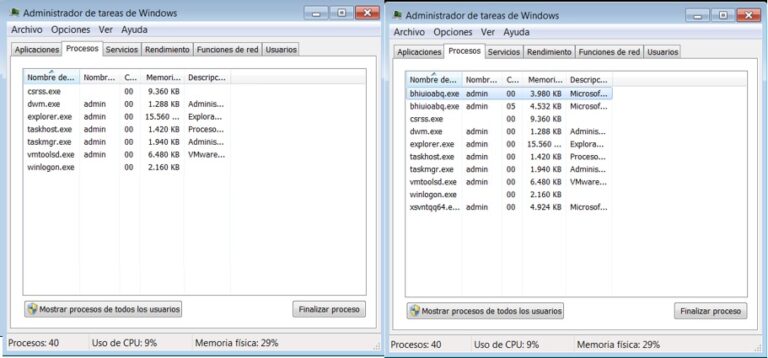 Administrador de tareas de Windows
Archivo Opciones Ver Ayuda
Aplicaciones Procesos Servicios Rendimiento Funciones de red Usuarios
Nombre de... Nombr... C... Memori... Descripc...
csrss.exe 00 9.360 KB
dwm.exe admin 00 1.288 KB Adminis...
explorer.exe admin 00 15.560 ... Explora...
taskhost.exe admin 00 1.420 KB Proceso...
taskmgr.exe admin 00 1.940 KB Adminis...
vmtoolsd.exe admin 00 6.480 KB VMware...
winlogon.exe 00 2.160 KB
Mostrar procesos de todos los usuarios Finalizar proceso
Procesos: 40 Uso de CPU: 9% Memoria física: 29%
Administrador de tareas de Windows
Archivo Opciones Ver Ayuda
Aplicaciones Procesos Servicios Rendimiento Funciones de red Usuarios
Nombre de... Nombr... C... Memori... Descripc...
bhiuioabq.exe admin 00 3.980 KB Microsof...
bhiuioabq.exe admin 05 4.532 KB Microsof...
csrss.exe 00 9.360 KB
dwm.exe admin 00 1.288 KB Adminis...
explorer.exe admin 00 15.560 ... Explora...
taskhost.exe admin 00 1.420 KB Proceso...
taskmgr.exe admin 00 1.940 KB Adminis...
vmtoolsd.exe admin 00 6.480 KB VMware...
winlogon.exe 00 2.160 KB
xsvntqq64.e... admin 00 4.924 KB Microsof...
Mostrar procesos de todos los usuarios Finalizar proceso
Procesos: 40 Uso de CPU: 9% Memoria física: 29%